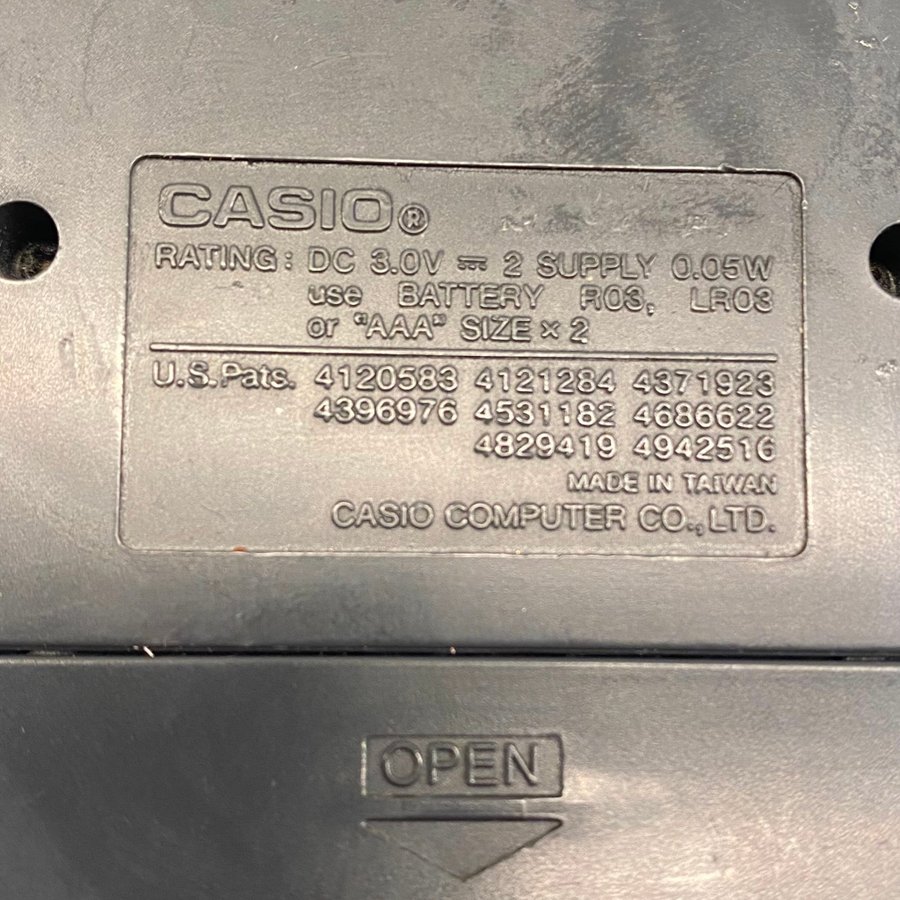 CASIO®
RATING: DC 3.0V ⎓ 2 SUPPLY 0.05W
use BATTERY R03, LR03
or "AAA" SIZE × 2
U.S.Pats. 4120583 4121284 4371923
4396976 4531182 4686622
4829419 4942516
MADE IN TAIWAN
CASIO COMPUTER CO.,LTD.
OPEN